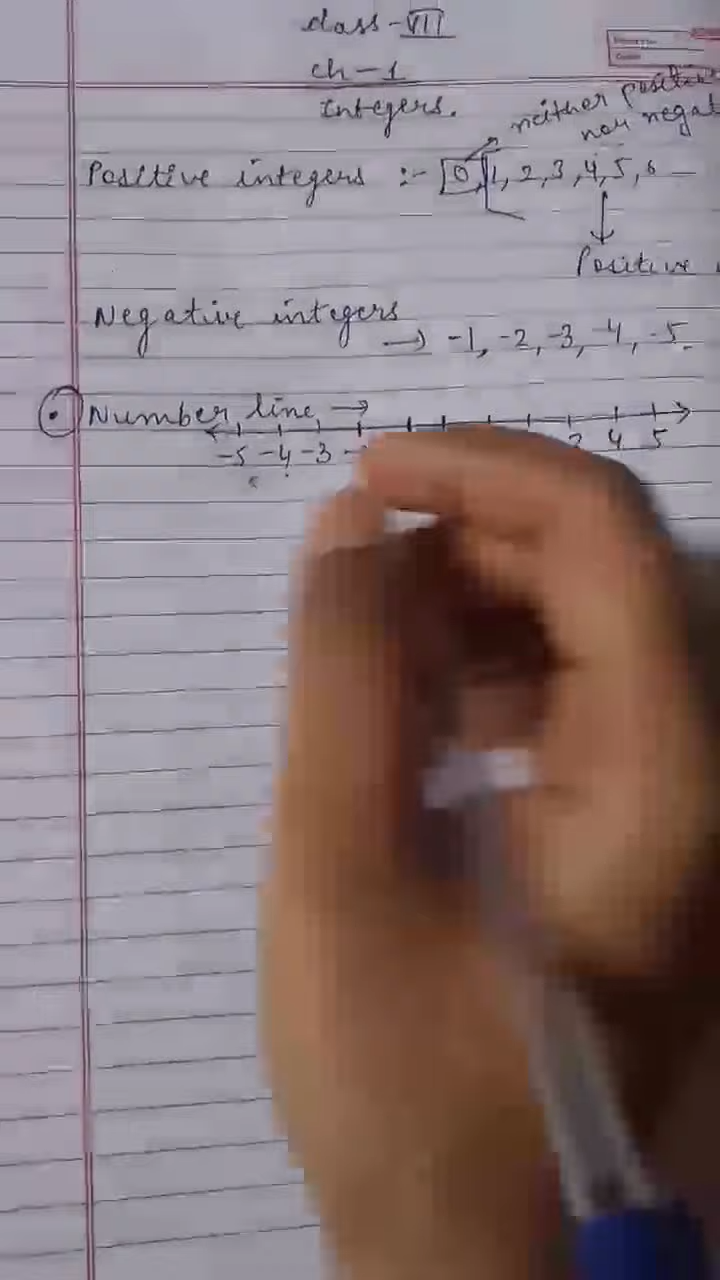 class - VII
ch - 1
Integers.
neither positive
nor negat
Positive integers :- 0, 1, 2, 3, 4, 5, 6
Positive
Negative integers
→ -1, -2, -3, -4, -5.
Number line →
-5 -4 -3 4 5